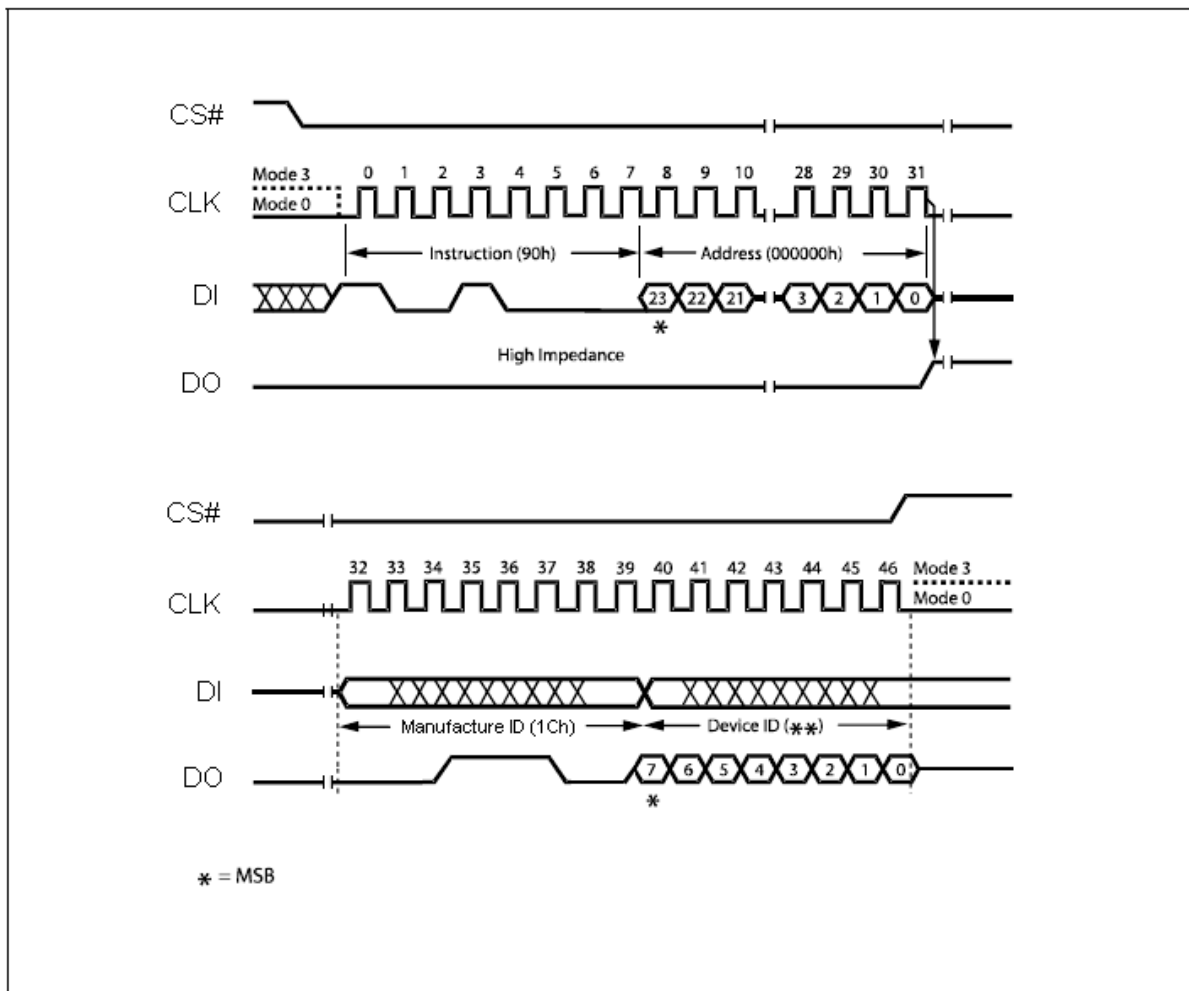 CS#
Mode 3 0 1 2 3 4 5 6 7 8 9 10 28 29 30 31
CLK Mode 0
Instruction (90h) Address (000000h)
DI 23 22 21 3 2 1 0
*
High Impedance
DO
CS#
32 33 34 35 36 37 38 39 40 41 42 43 44 45 46 Mode 3
CLK Mode 0
DI
Manufacture ID (1Ch) Device ID (**)
DO 7 6 5 4 3 2 1 0
*
* = MSB